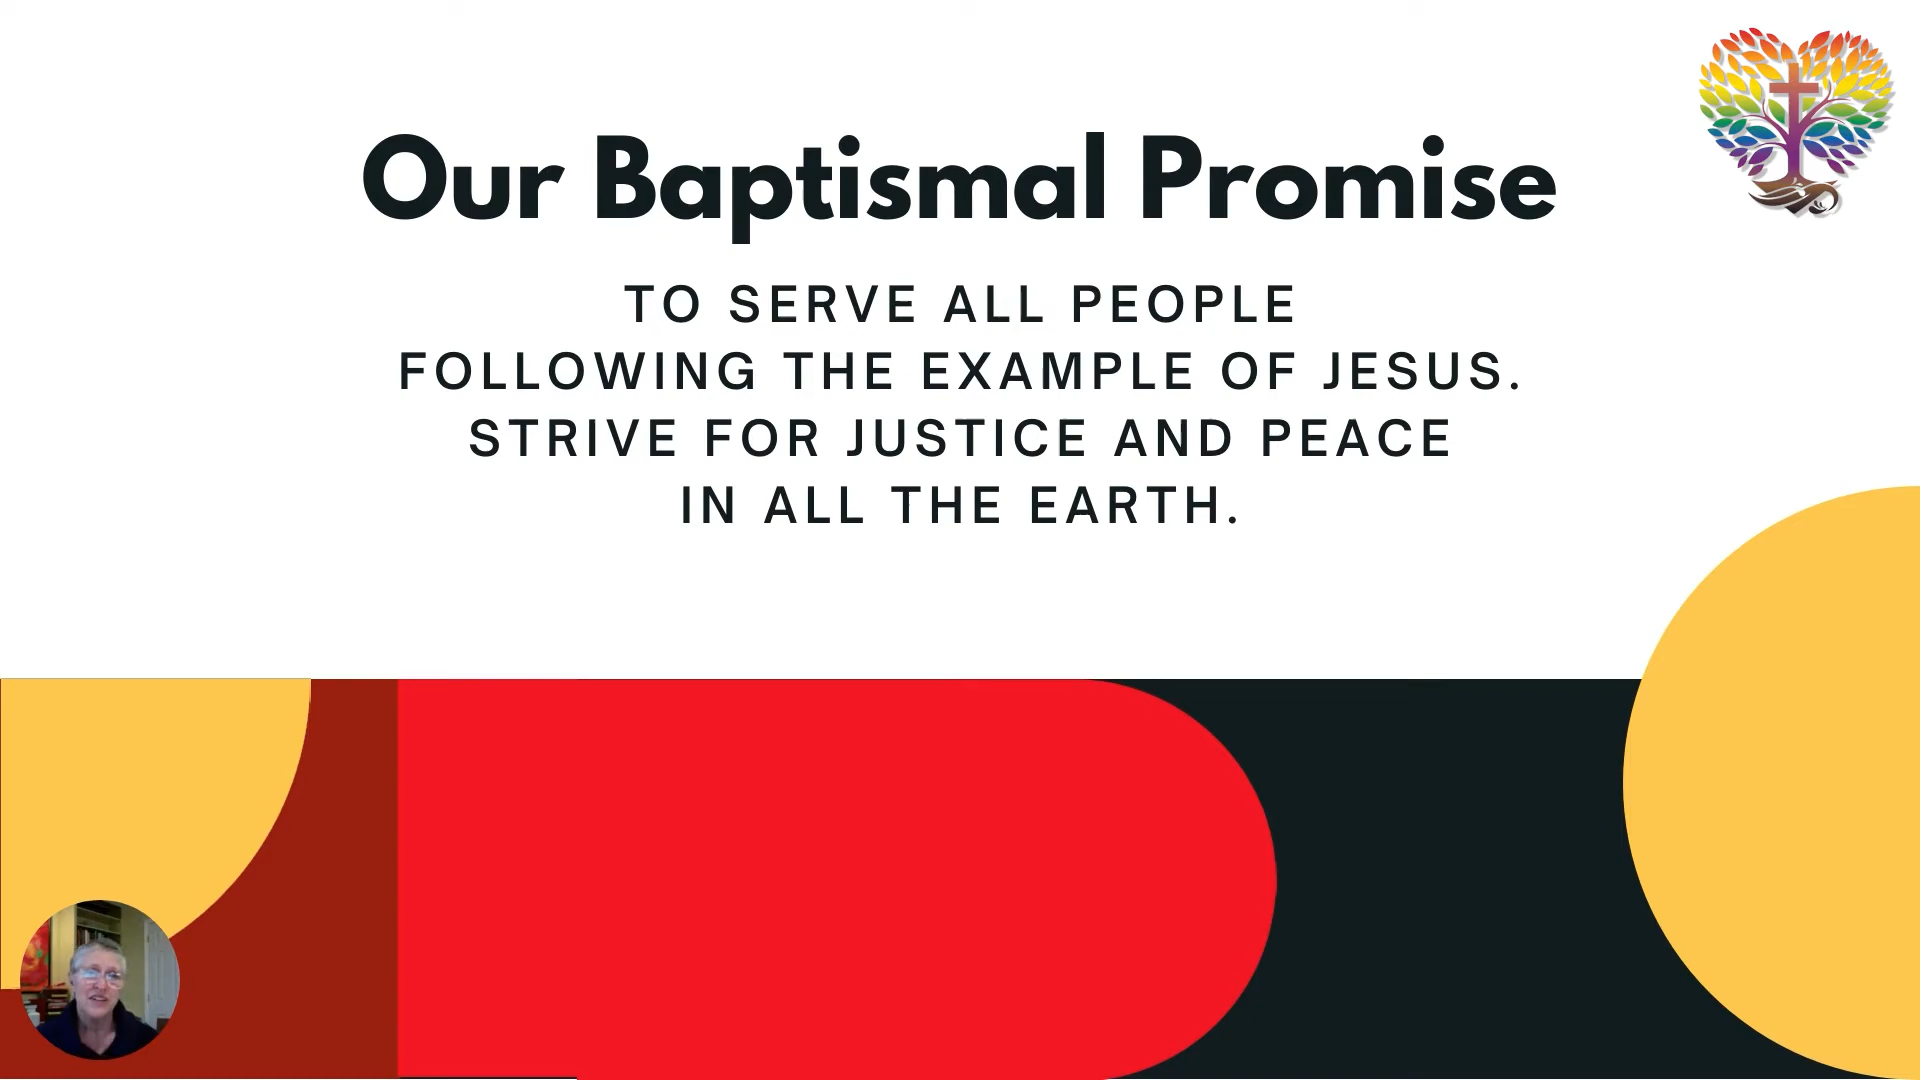 Our Baptismal Promise
TO SERVE ALL PEOPLE
FOLLOWING THE EXAMPLE OF JESUS.
STRIVE FOR JUSTICE AND PEACE
IN ALL THE EARTH.